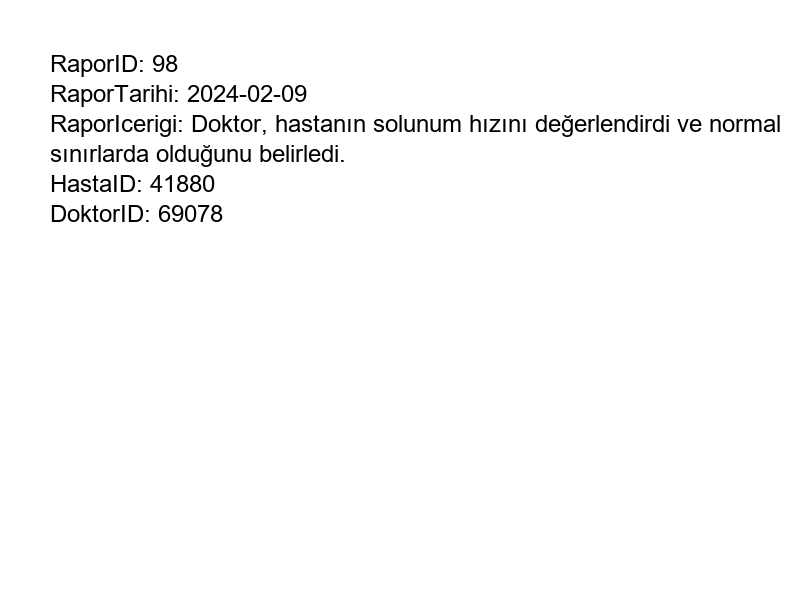 RaporID: 98
RaporTarihi: 2024-02-09
RaporIcerigi: Doktor, hastanın solunum hızını değerlendirdi ve normal
sınırlarda olduğunu belirledi.
HastaID: 41880
DoktorID: 69078